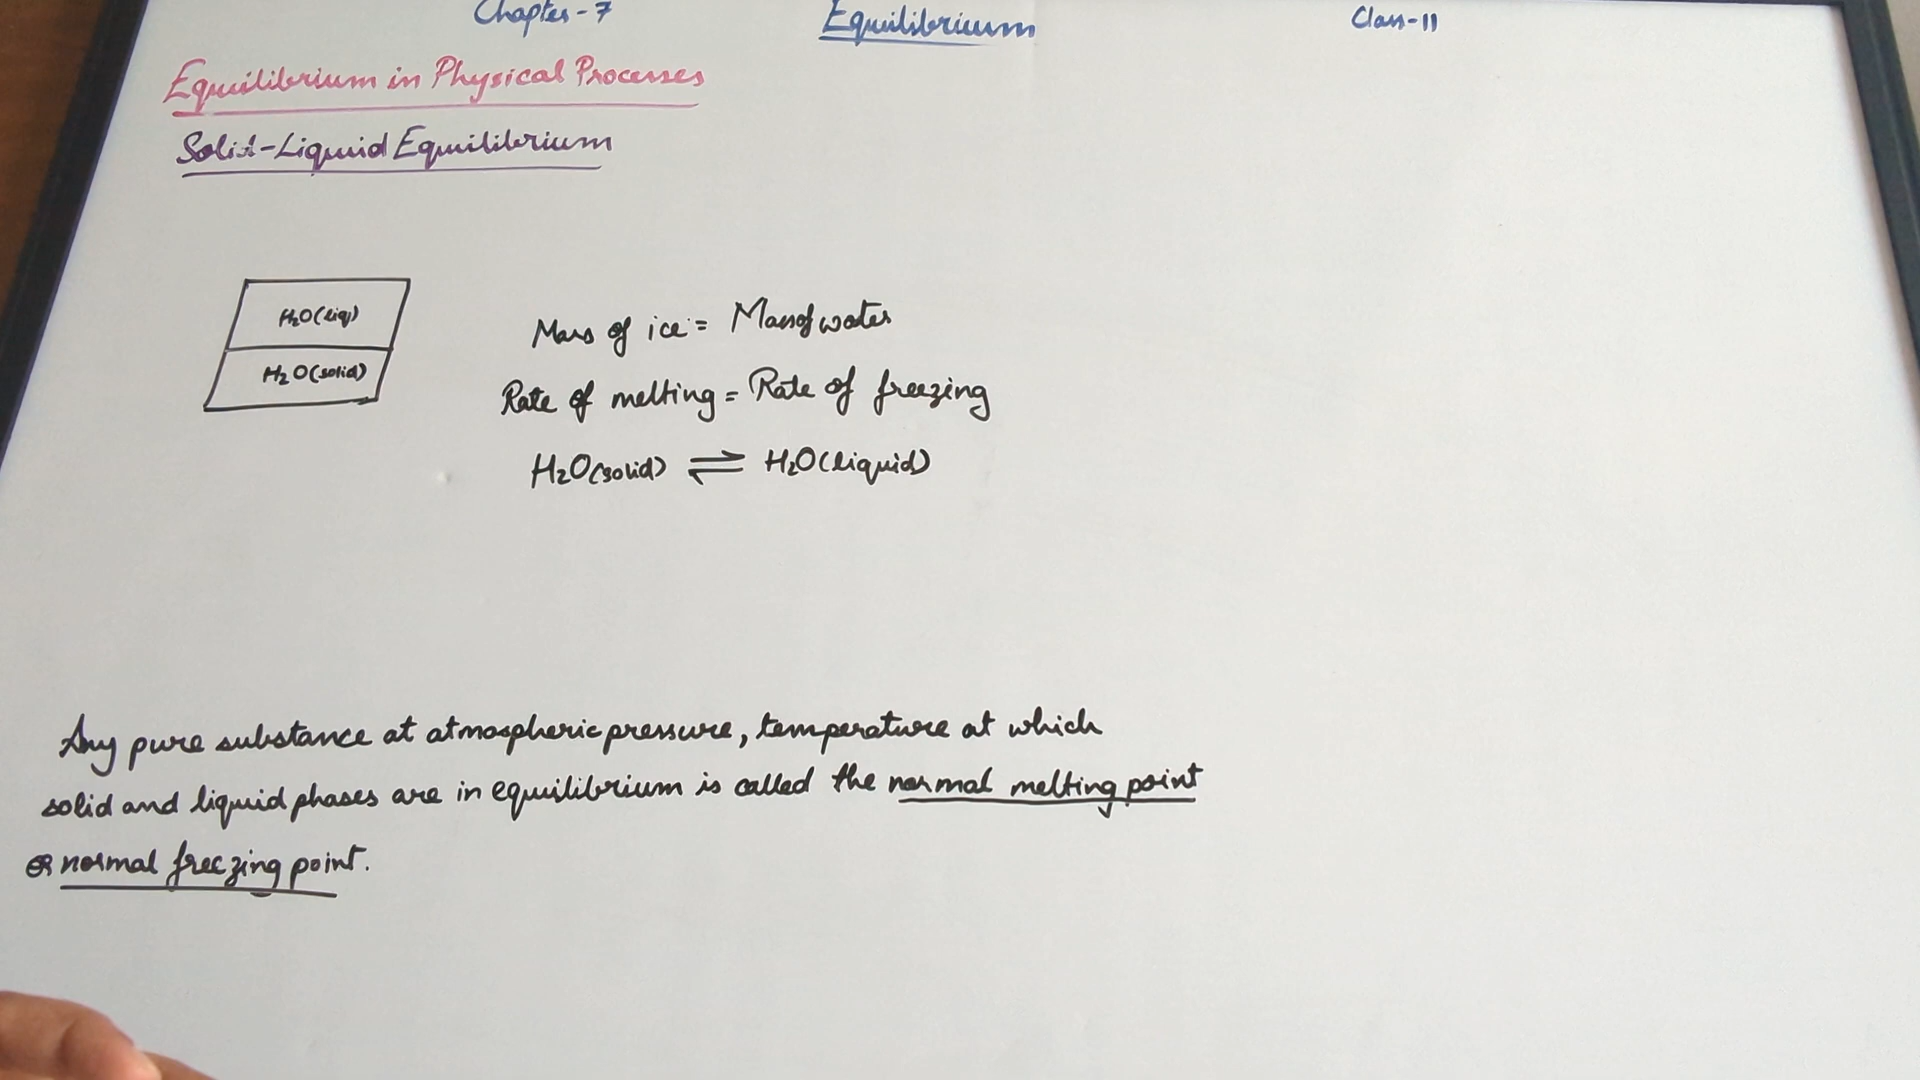 Chapter-7 Equilibrium Class-11
Equilibrium in Physical Processes
Solid-Liquid Equilibrium
H₂O(liq)
H₂O(solid)
Mass of ice = Mass of water
Rate of melting = Rate of freezing
H₂O(solid) ⇌ H₂O(liquid)
Any pure substance at atmospheric pressure, temperature at which
solid and liquid phases are in equilibrium is called the normal melting point
or normal freezing point.